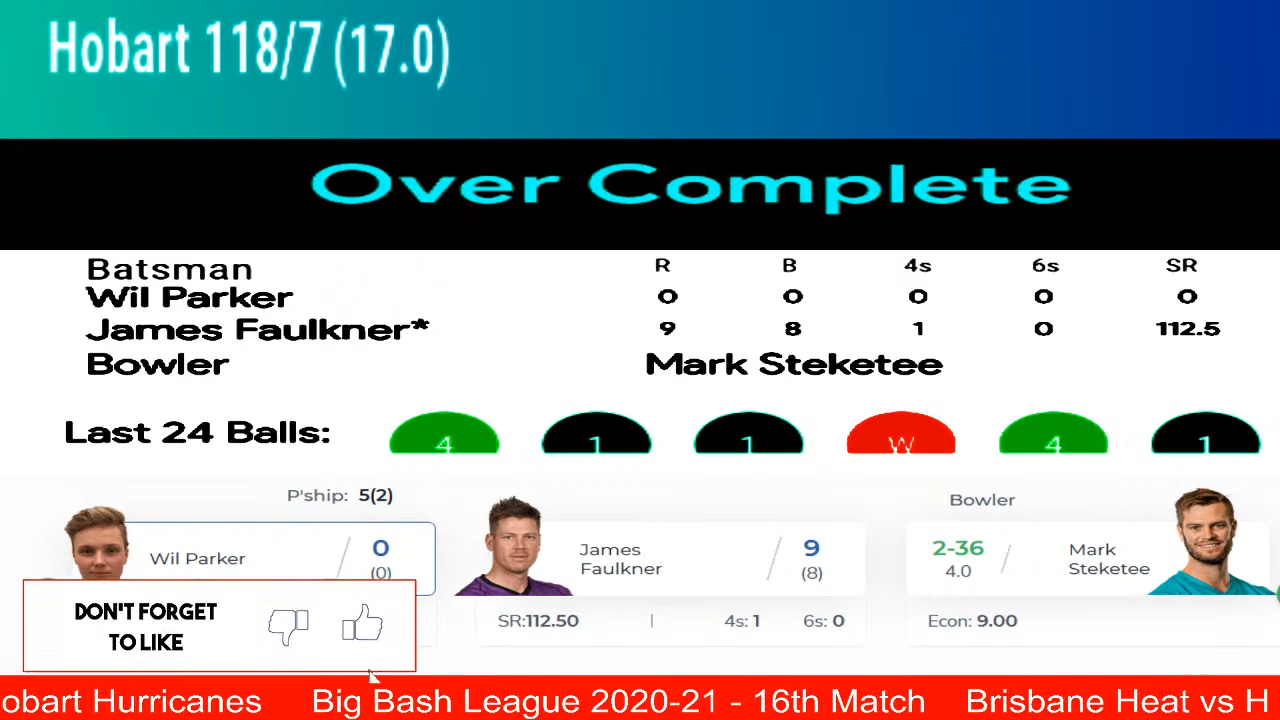 Hobart 118/7 (17.0)
Over Complete
Batsman R B 4s 6s SR
Wil Parker 0 0 0 0 0
James Faulkner* 9 8 1 0 112.5
Bowler Mark Steketee
Last 24 Balls: 4 1 1 W 4 1
P'ship: 5(2)
Bowler
Wil Parker 0
(0)
James
Faulkner
9
(8)
2-36
4.0
Mark
Steketee
SR:112.50 4s: 1 6s: 0
Econ: 9.00
DON'T FORGET
TO LIKE
obart Hurricanes Big Bash League 2020-21 - 16th Match Brisbane Heat vs H